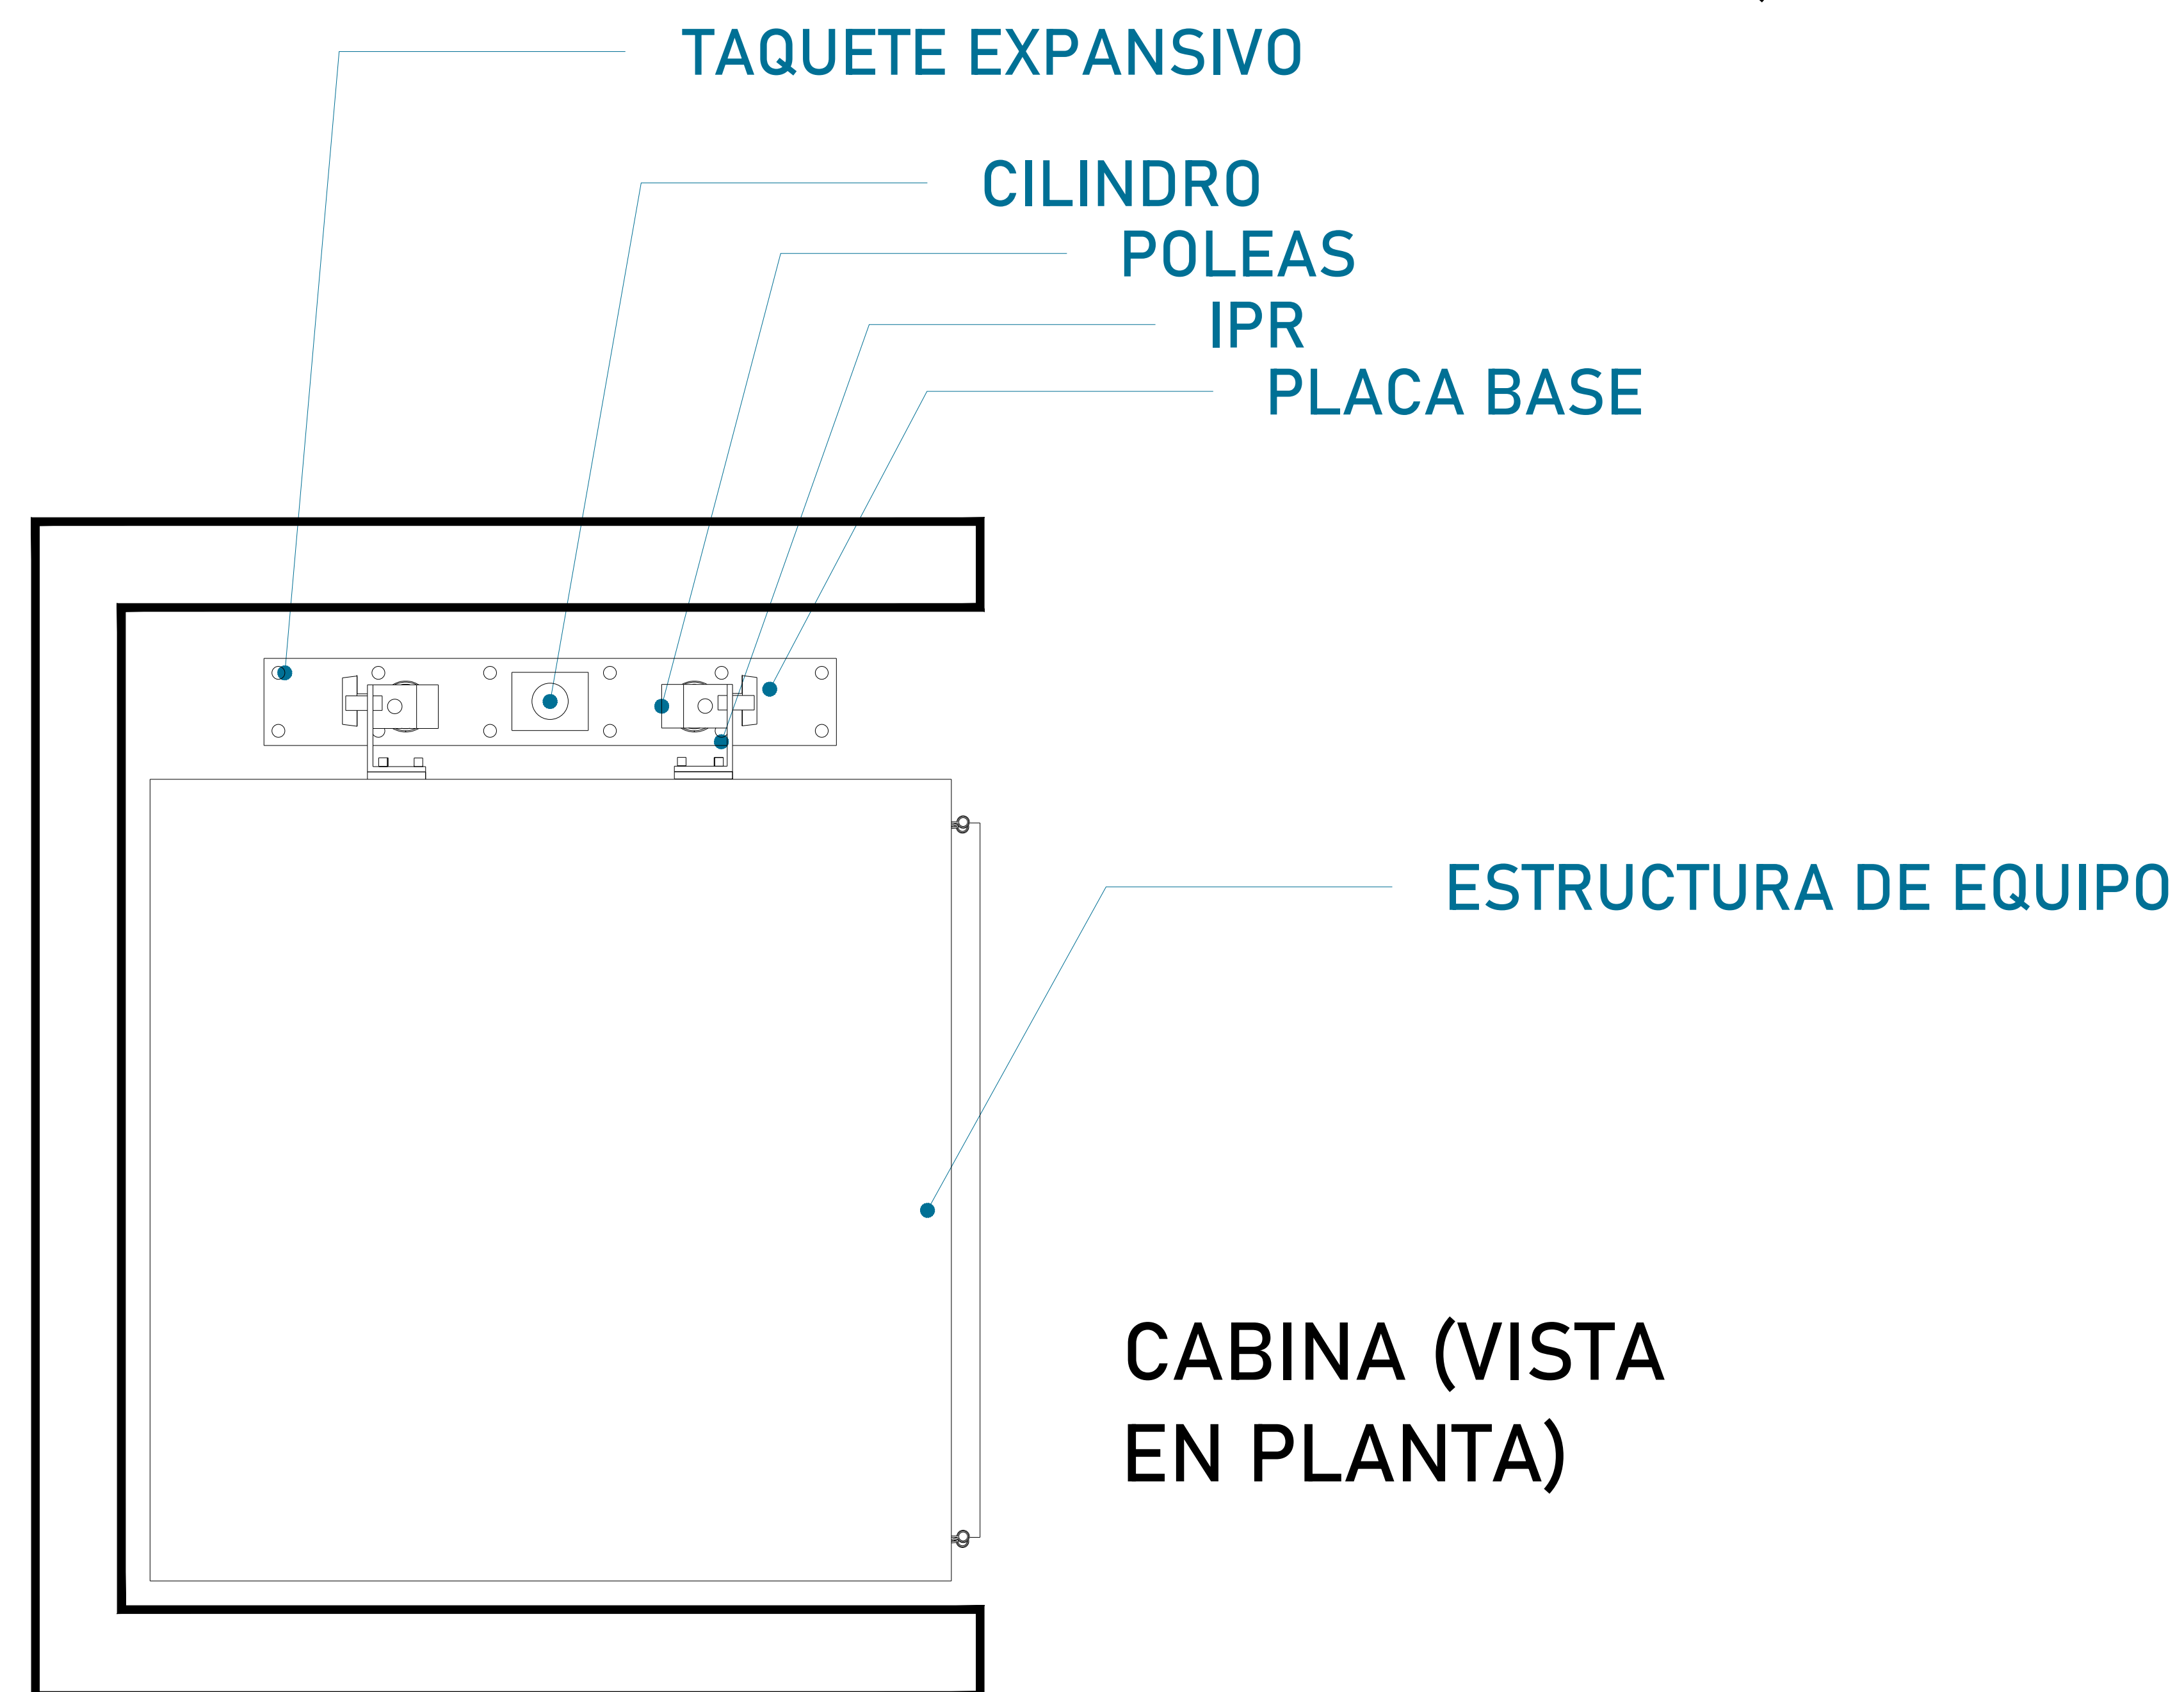 TAQUETE EXPANSIVO
CILINDRO
POLEAS
IPR
PLACA BASE
ESTRUCTURA DE EQUIPO
CABINA (VISTA
EN PLANTA)